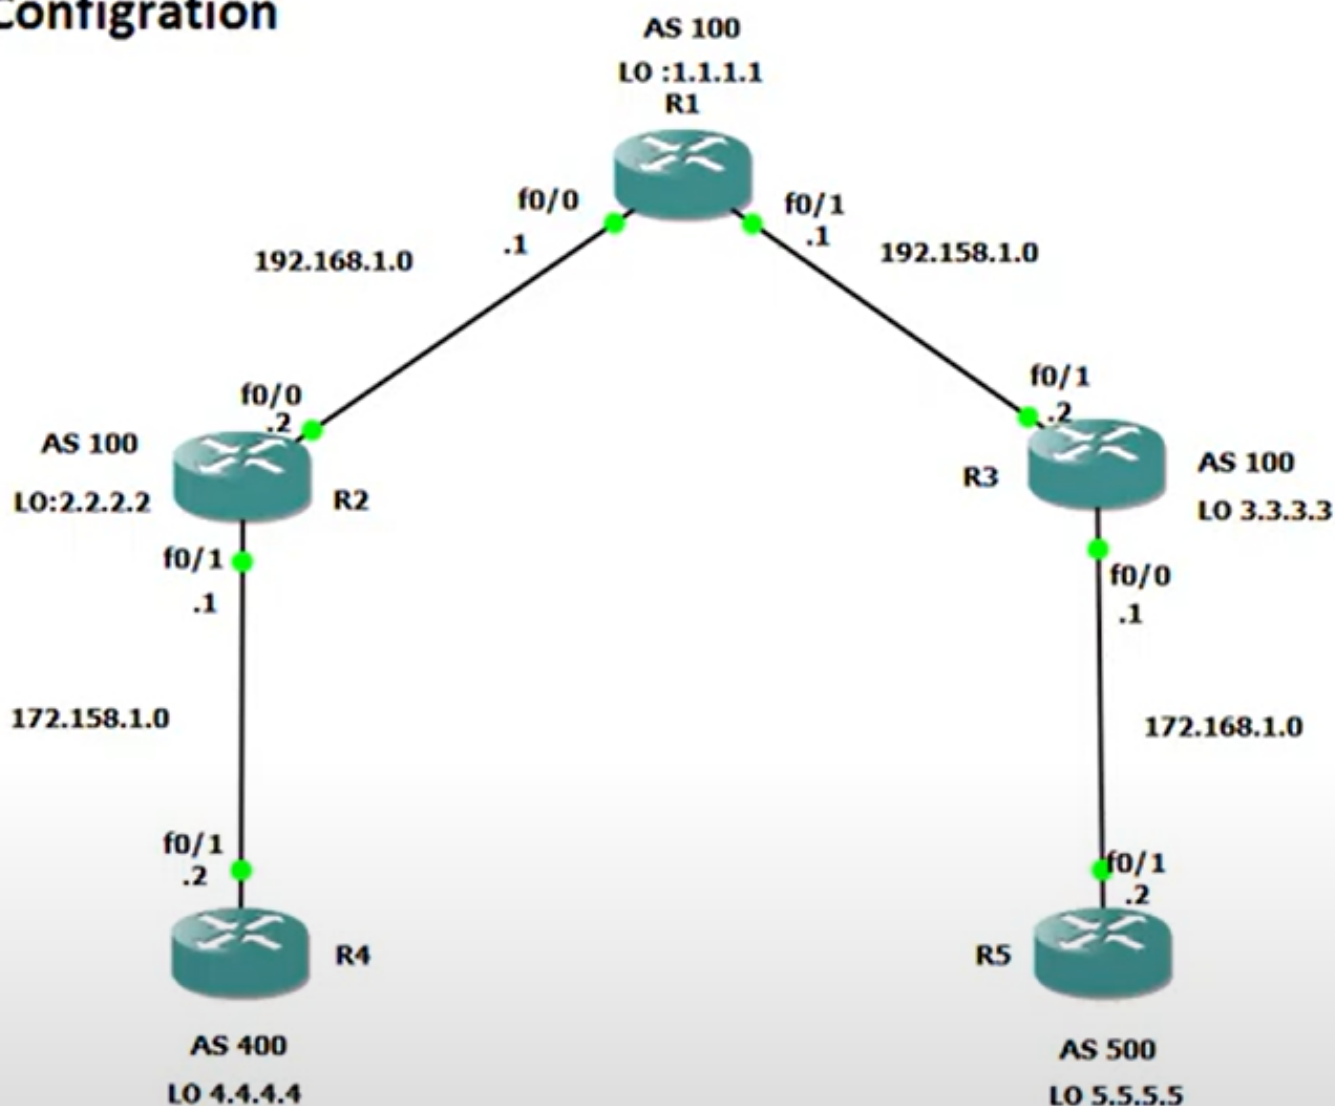 Configration
AS 100
LO :1.1.1.1
R1
f0/0
.1
f0/1
.1
192.168.1.0
192.158.1.0
f0/0
.2
f0/1
.2
AS 100
LO:2.2.2.2
R2
R3
AS 100
LO 3.3.3.3
f0/1
.1
f0/0
.1
172.158.1.0
172.168.1.0
f0/1
.2
f0/1
.2
R4
R5
AS 400
LO 4.4.4.4
AS 500
LO 5.5.5.5